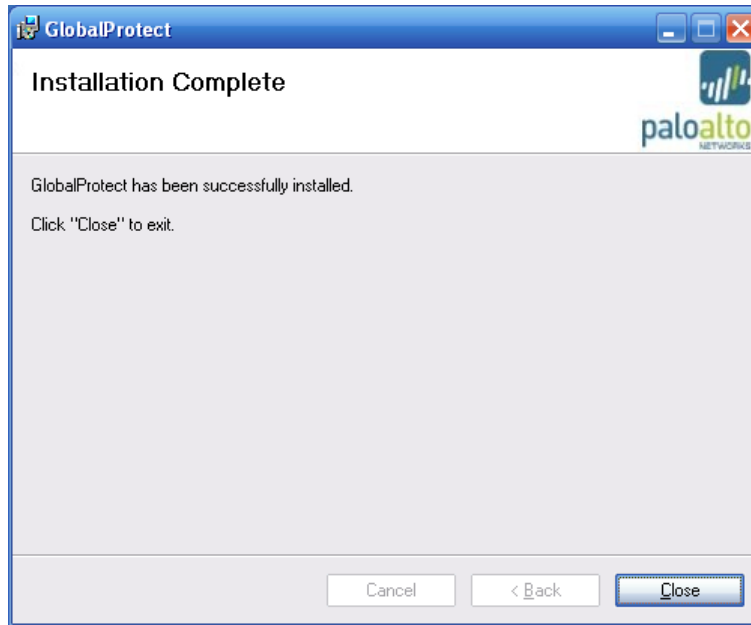 GlobalProtect
Installation Complete
paloalto
NETWORKS
GlobalProtect has been successfully installed.
Click "Close" to exit.
Cancel
< Back
Close